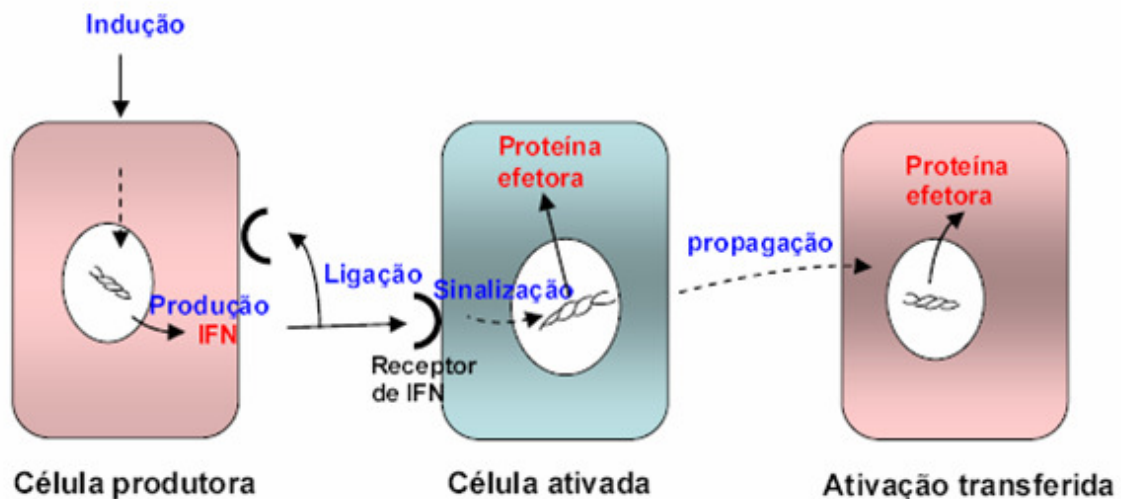 Indução
Produção
IFN
Ligação
Receptor
de IFN
Sinalização
Proteína
efetora
propagação
Proteína
efetora
Célula produtora
Célula ativada
Ativação transferida